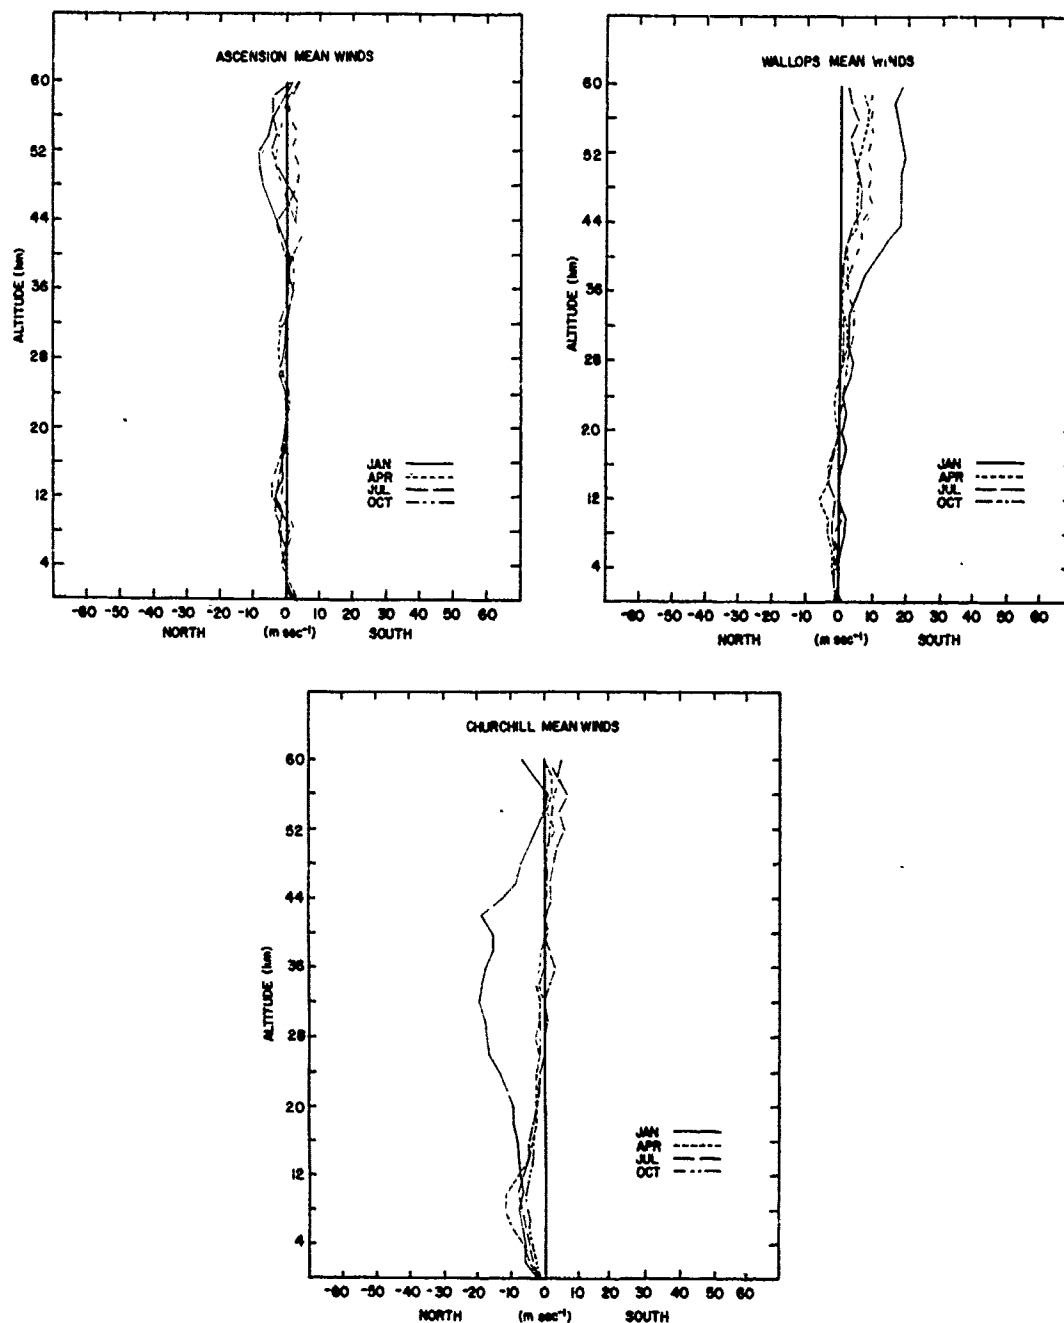 ASCENSION MEAN WINDS
60
52
44
36
28
20
12
4
ALTITUDE (km)
JAN
APR
JUL
OCT
-60 -50 -40 -30 -20 -10 0 10 20 30 40 50 60
NORTH (m sec⁻¹) SOUTH
WALLOPS MEAN WINDS
60
52
44
36
28
20
12
4
ALTITUDE (km)
JAN
APR
JUL
OCT
-60 -50 -40 -30 -20 -10 0 10 20 30 40 50 60
NORTH (m sec⁻¹) SOUTH
CHURCHILL MEAN WINDS
60
52
44
36
28
20
12
4
ALTITUDE (km)
JAN
APR
JUL
OCT
-60 -50 -40 -30 -20 -10 0 10 20 30 40 50 60
NORTH (m sec⁻¹) SOUTH